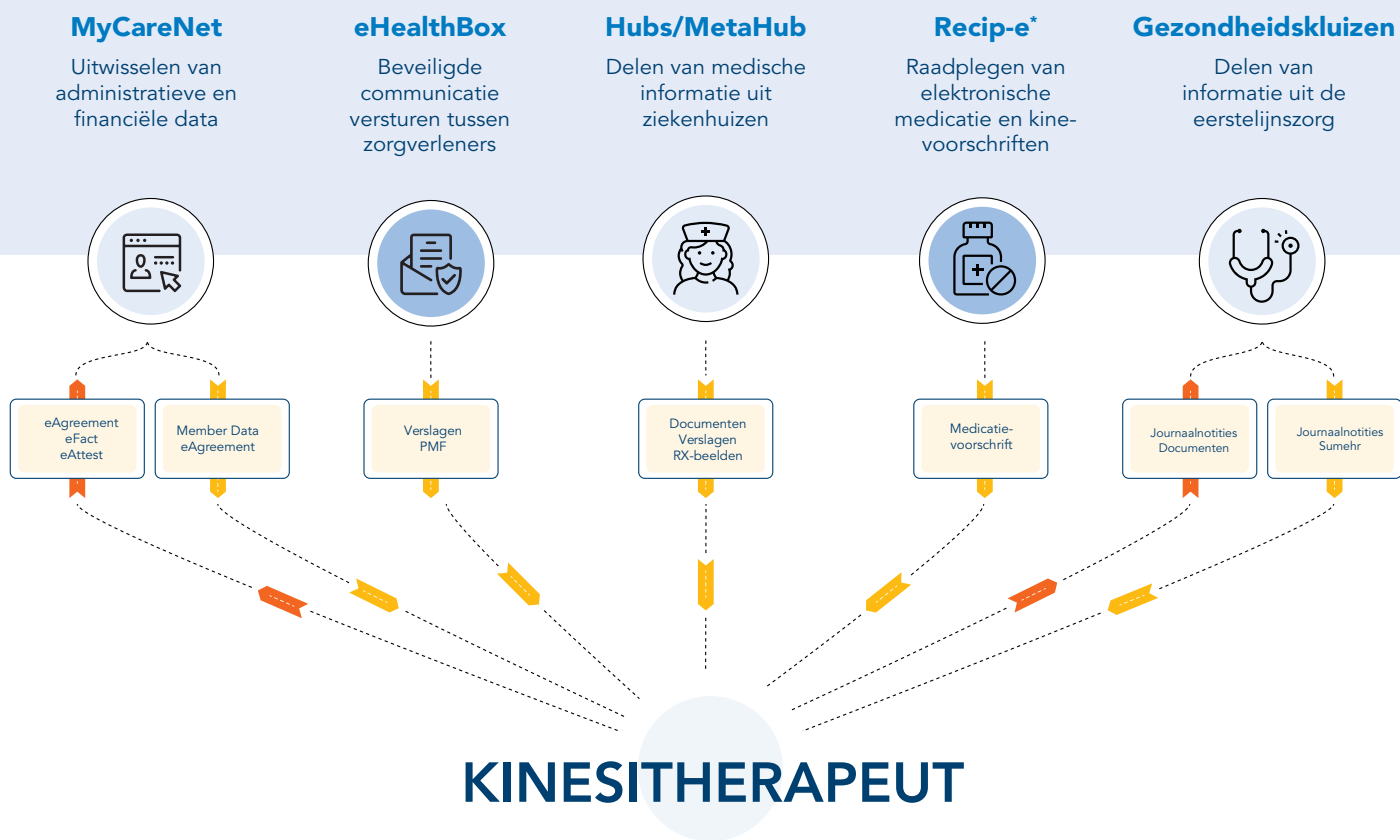 MyCareNet
Uitwisselen van
administratieve en
financiële data
eHealthBox
Beveiligde
communicatie
versturen tussen
zorgverleners
Hubs/MetaHub
Delen van medische
informatie uit
ziekenhuizen
Recip-e*
Raadplegen van
elektronische
medicatie en kine-
voorschriften
Gezondheidskluizen
Delen van
informatie uit de
eerstelijnszorg
eAgreement
eFact
eAttest
Member Data
eAgreement
Verslagen
PMF
Documenten
Verslagen
RX-beelden
Medicatie-
voorschrift
Journaalnotities
Documenten
Journaalnotities
Sumehr
KINESITHERAPEUT